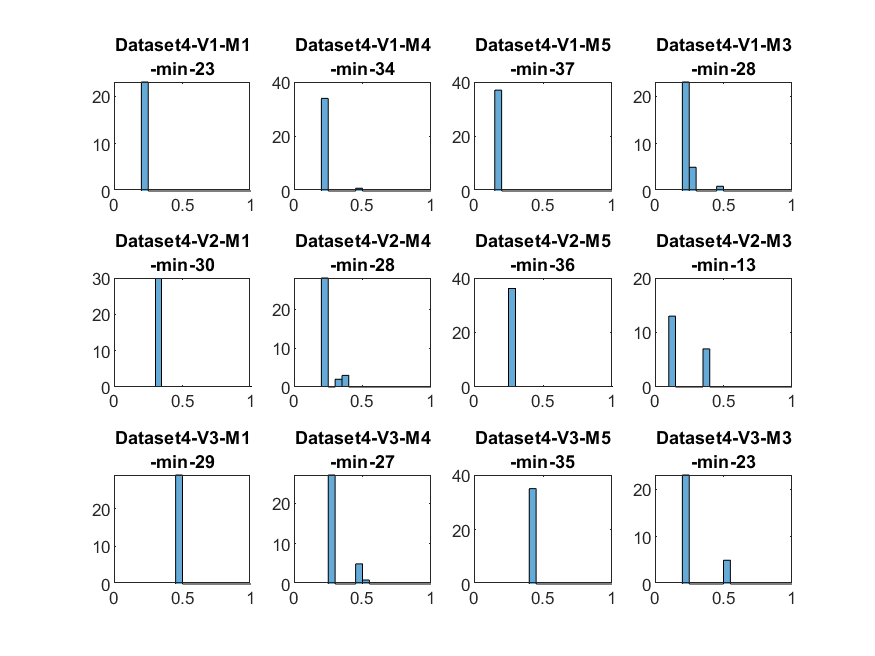 Dataset4-V1-M1
-min-23
20
10
0
0 0.5 1
Dataset4-V1-M4
-min-34
40
20
0
0 0.5 1
Dataset4-V1-M5
-min-37
40
20
0
0 0.5 1
Dataset4-V1-M3
-min-28
20
10
0
0 0.5 1
Dataset4-V2-M1
-min-30
30
20
10
0
0 0.5 1
Dataset4-V2-M4
-min-28
20
10
0
0 0.5 1
Dataset4-V2-M5
-min-36
40
20
0
0 0.5 1
Dataset4-V2-M3
-min-13
20
10
0
0 0.5 1
Dataset4-V3-M1
-min-29
20
10
0
0 0.5 1
Dataset4-V3-M4
-min-27
20
10
0
0 0.5 1
Dataset4-V3-M5
-min-35
40
20
0
0 0.5 1
Dataset4-V3-M3
-min-23
20
10
0
0 0.5 1